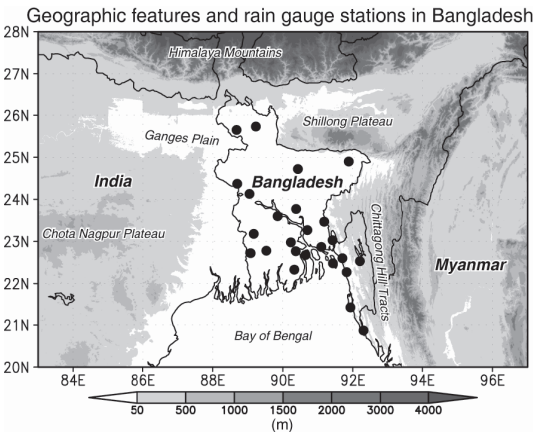 Geographic features and rain gauge stations in Bangladesh
28N
Himalaya Mountains
27N
26N
Shillong Plateau
Ganges Plain
25N
India
Bangladesh
24N
Chittagong Hill Tracts
Chota Nagpur Plateau
23N
Myanmar
22N
21N
Bay of Bengal
20N
84E 86E 88E 90E 92E 94E 96E
50 500 1000 1500 2000 3000 4000
(m)